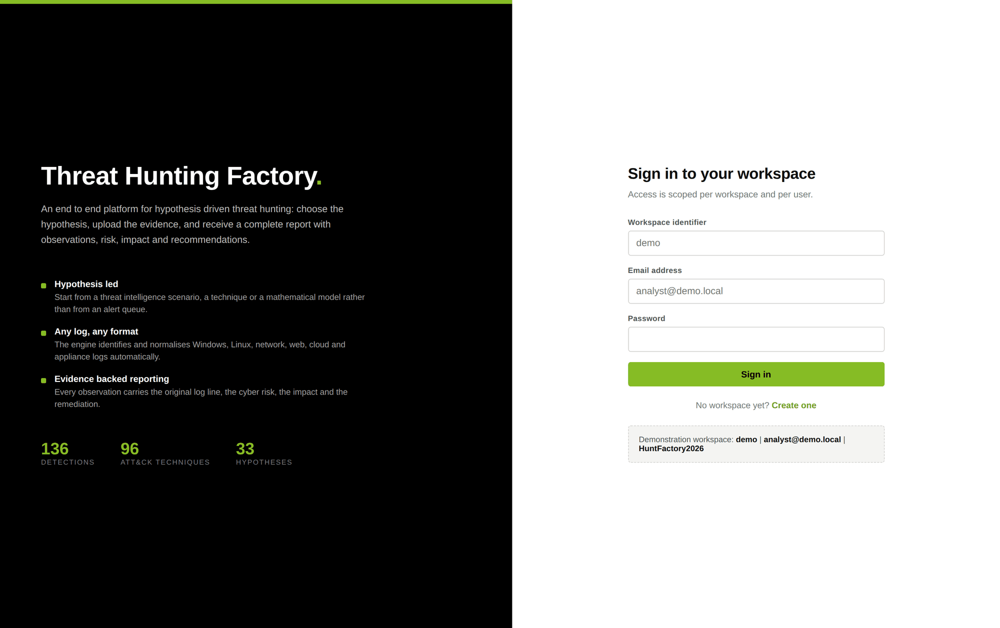 Threat Hunting Factory.
An end to end platform for hypothesis driven threat hunting: choose the
hypothesis, upload the evidence, and receive a complete report with
observations, risk, impact and recommendations.
Hypothesis led
Start from a threat intelligence scenario, a technique or a mathematical model rather
than from an alert queue.
Any log, any format
The engine identifies and normalises Windows, Linux, network, web, cloud and
appliance logs automatically.
Evidence backed reporting
Every observation carries the original log line, the cyber risk, the impact and the
remediation.
136
DETECTIONS
96
ATT&CK TECHNIQUES
33
HYPOTHESES
Sign in to your workspace
Access is scoped per workspace and per user.
Workspace identifier
demo
Email address
analyst@demo.local
Password
Sign in
No workspace yet? Create one
Demonstration workspace: demo | analyst@demo.local |
HuntFactory2026